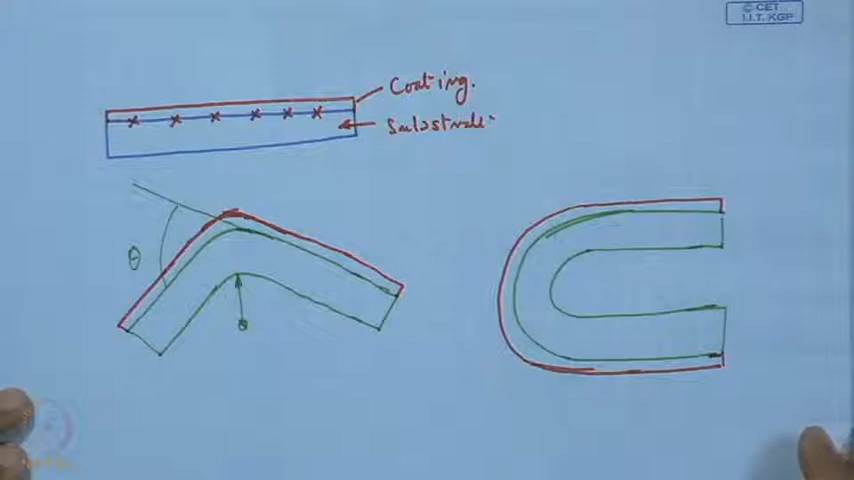 © CET
I.I.T. KGP
Coating.
Substrate
θ